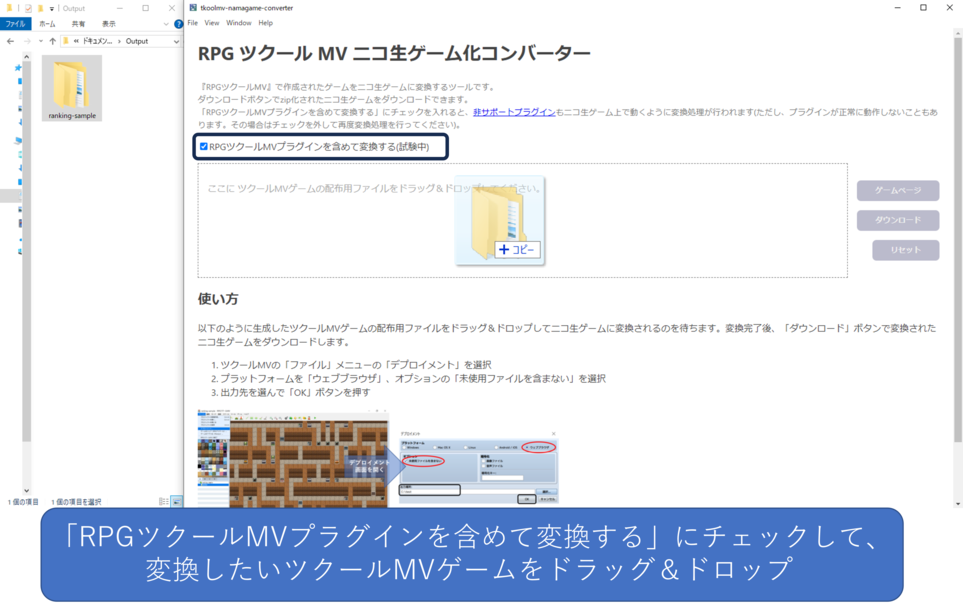 Output
ファイル
ホーム
共有
表示
« ドキュメン... > Output
ranking-sample
1 個の項目
1 個の項目を選択
tkoolmv-namagame-converter
File View Window Help
RPG ツクール MV ニコ生ゲーム化コンバーター
『RPGツクールMV』で作成されたゲームをニコ生ゲームに変換するツールです。
ダウンロードボタンでzip化されたニコ生ゲームをダウンロードできます。
「RPGツクールMVプラグインを含めて変換する」にチェックを入れると、非サポートプラグインもニコ生ゲーム上で動くように変換処理が行われます(ただし、プラグインが正常に動作しないこともあ
ります。その場合はチェックを外して再度変換処理を行ってください)。
RPGツクールMVプラグインを含めて変換する(試験中)
ここに ツクールMVゲームの配布用ファイルをドラッグ＆ドロップしてください。
+ コピー
ゲームページ
ダウンロード
リセット
使い方
以下のように生成したツクールMVゲームの配布用ファイルをドラッグ＆ドロップしてニコ生ゲームに変換されるのを待ちます。変換完了後、「ダウンロード」ボタンで変換された
ニコ生ゲームをダウンロードします。
1. ツクールMVの「ファイル」メニューの「デプロイメント」を選択
2. プラットフォームを「ウェブブラウザ」、オプションの「未使用ファイルを含まない」を選択
3. 出力先を選んで「OK」ボタンを押す
デプロイメント
画面を開く
デプロイメント
プラットフォーム
「RPGツクールMVプラグインを含めて変換する」にチェックして、
変換したいツクールMVゲームをドラッグ＆ドロップ